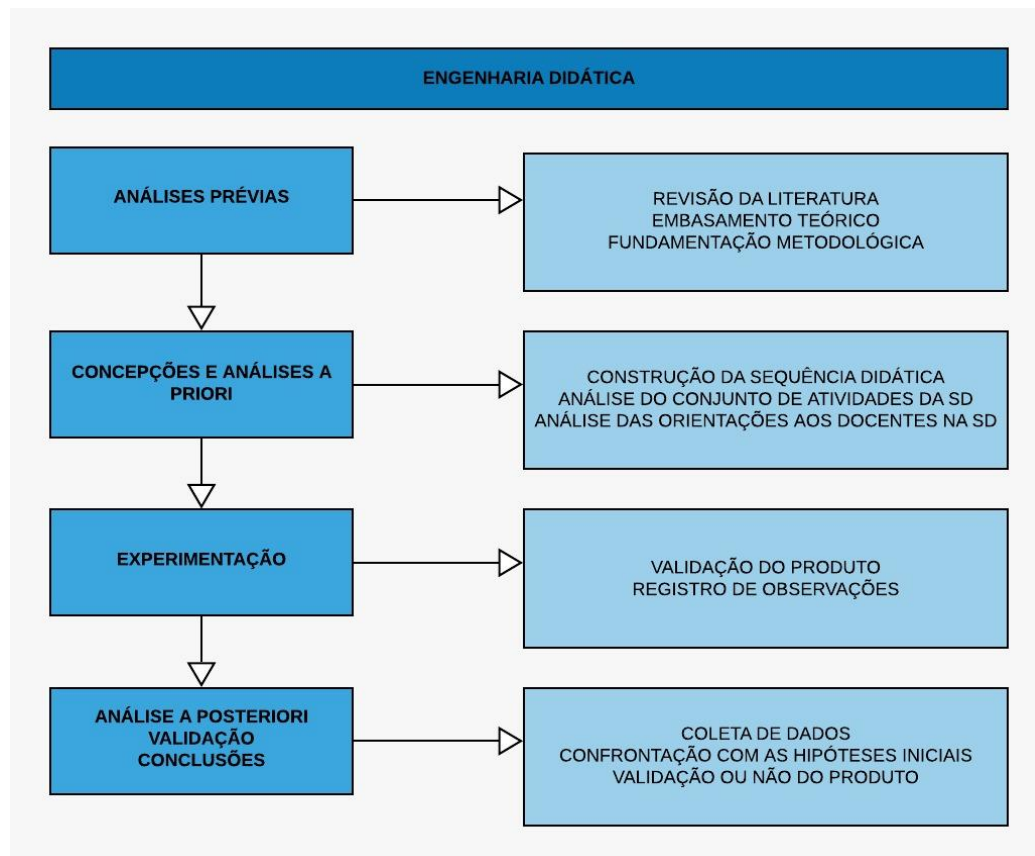 ENGENHARIA DIDÁTICA
ANÁLISES PRÉVIAS
REVISÃO DA LITERATURA
EMBASAMENTO TEÓRICO
FUNDAMENTAÇÃO METODOLÓGICA
CONCEPÇÕES E ANÁLISES A
PRIORI
CONSTRUÇÃO DA SEQUÊNCIA DIDÁTICA
ANÁLISE DO CONJUNTO DE ATIVIDADES DA SD
ANÁLISE DAS ORIENTAÇÕES AOS DOCENTES NA SD
EXPERIMENTAÇÃO
VALIDAÇÃO DO PRODUTO
REGISTRO DE OBSERVAÇÕES
ANÁLISE A POSTERIORI
VALIDAÇÃO
CONCLUSÕES
COLETA DE DADOS
CONFRONTAÇÃO COM AS HIPÓTESES INICIAIS
VALIDAÇÃO OU NÃO DO PRODUTO